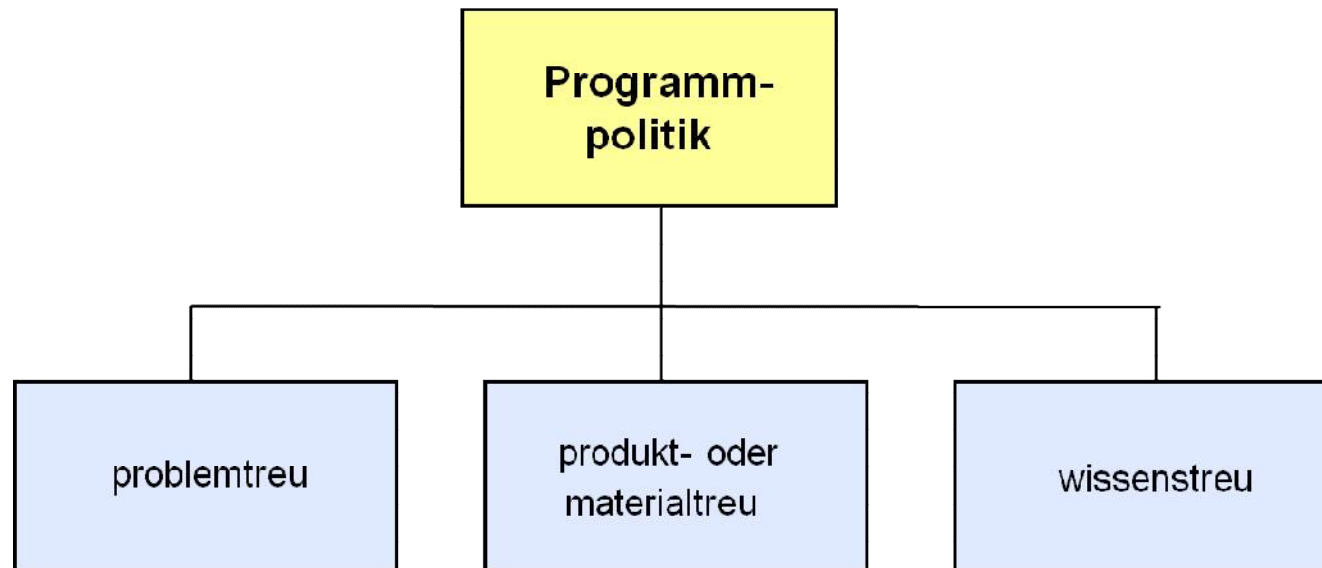 Programm-
politik
problemtreu
produkt- oder
materialtreu
wissenstreu